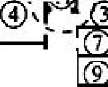 ④ ③
⑦
⑨